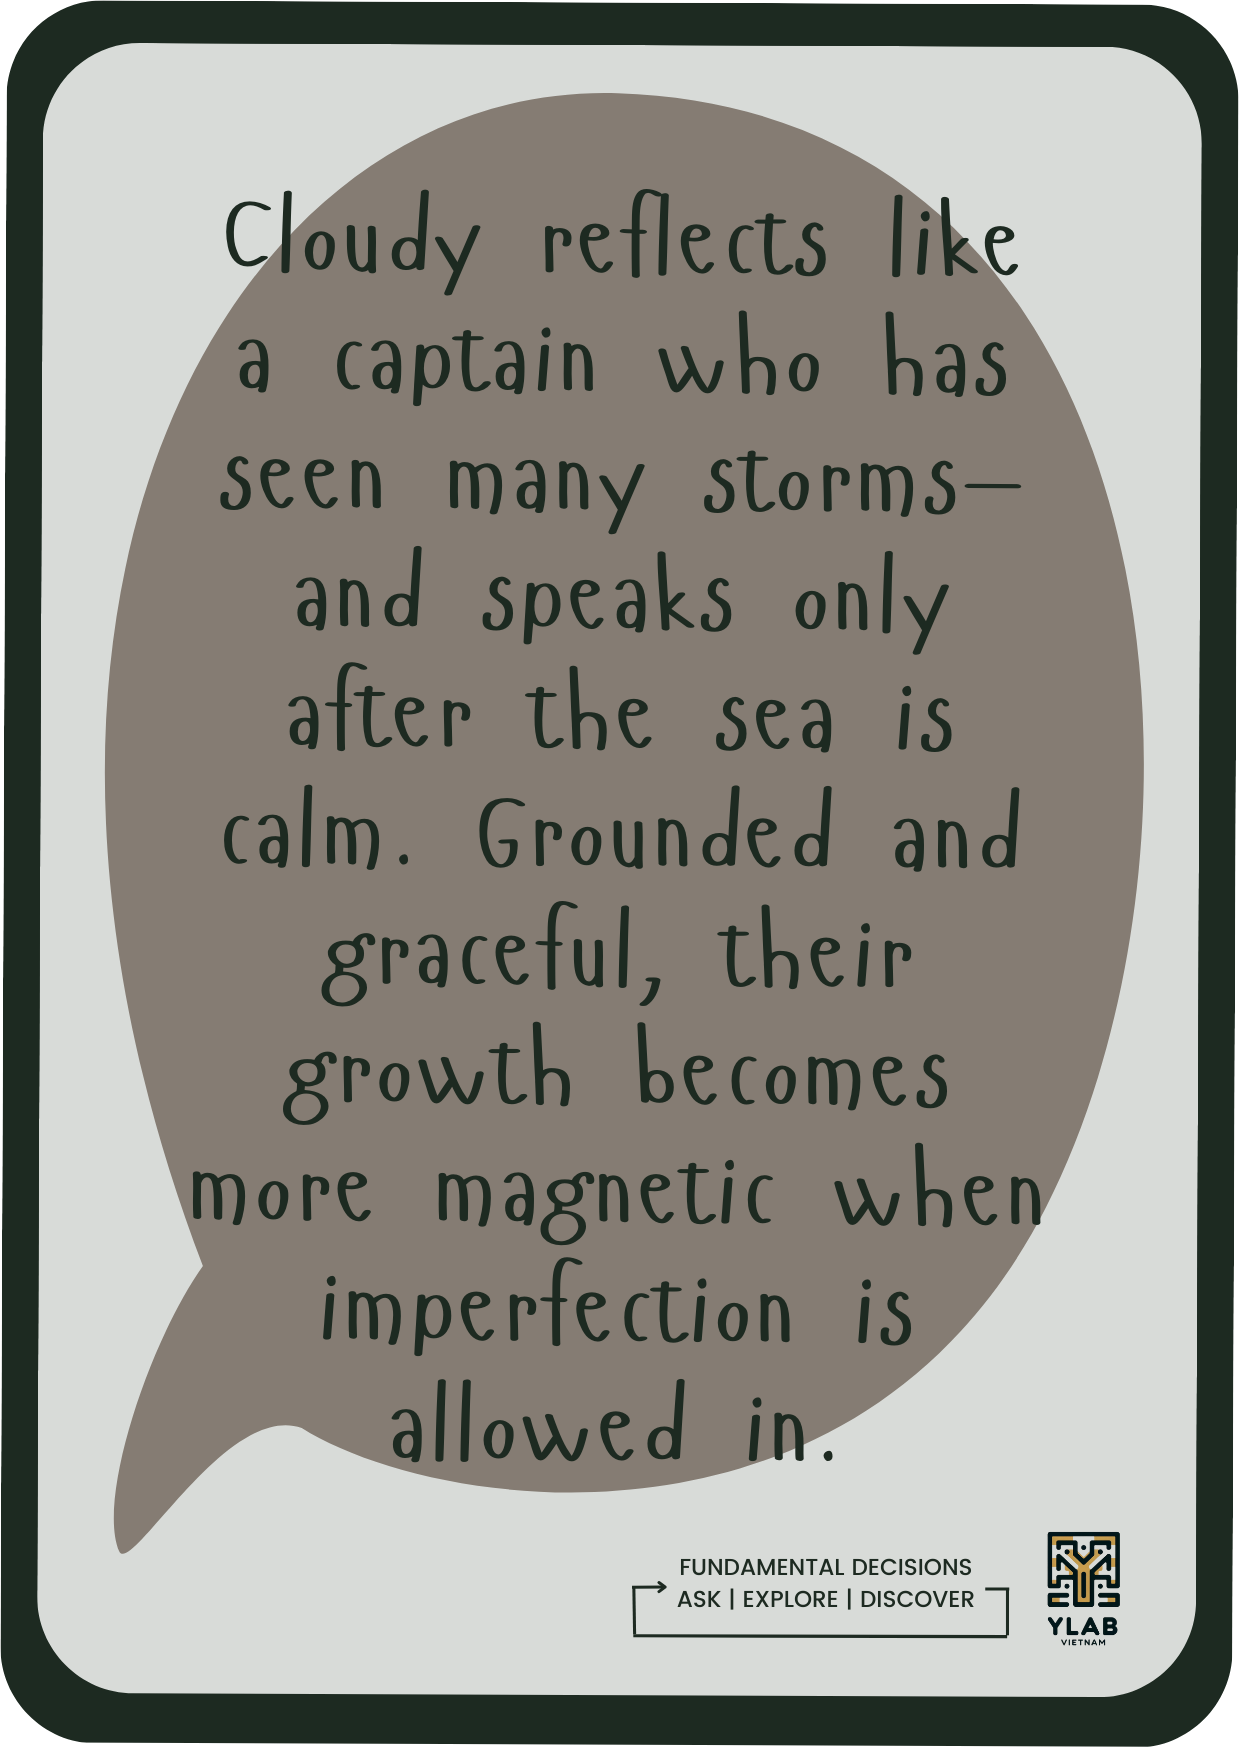 Cloudy reflects like
a captain who has
seen many storms—
and speaks only
after the sea is
calm. Grounded and
graceful, their
growth becomes
more magnetic when
imperfection is
allowed in.
FUNDAMENTAL DECISIONS
ASK | EXPLORE | DISCOVER
YLAB
VIETNAM